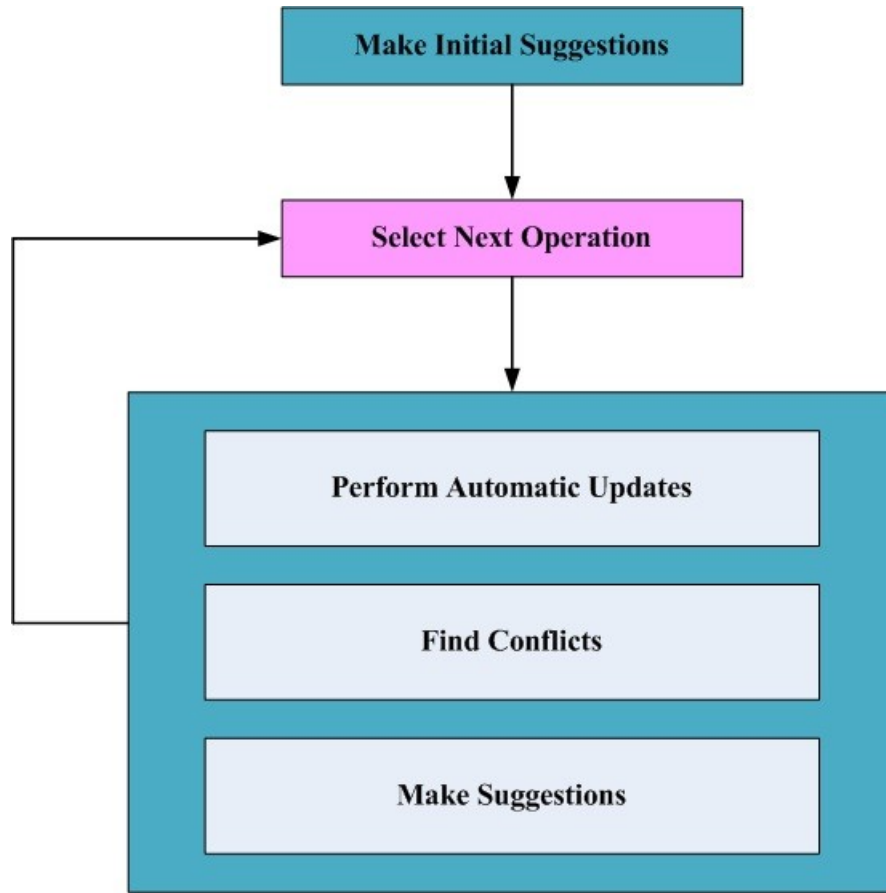 Make Initial Suggestions
Select Next Operation
Perform Automatic Updates
Find Conflicts
Make Suggestions